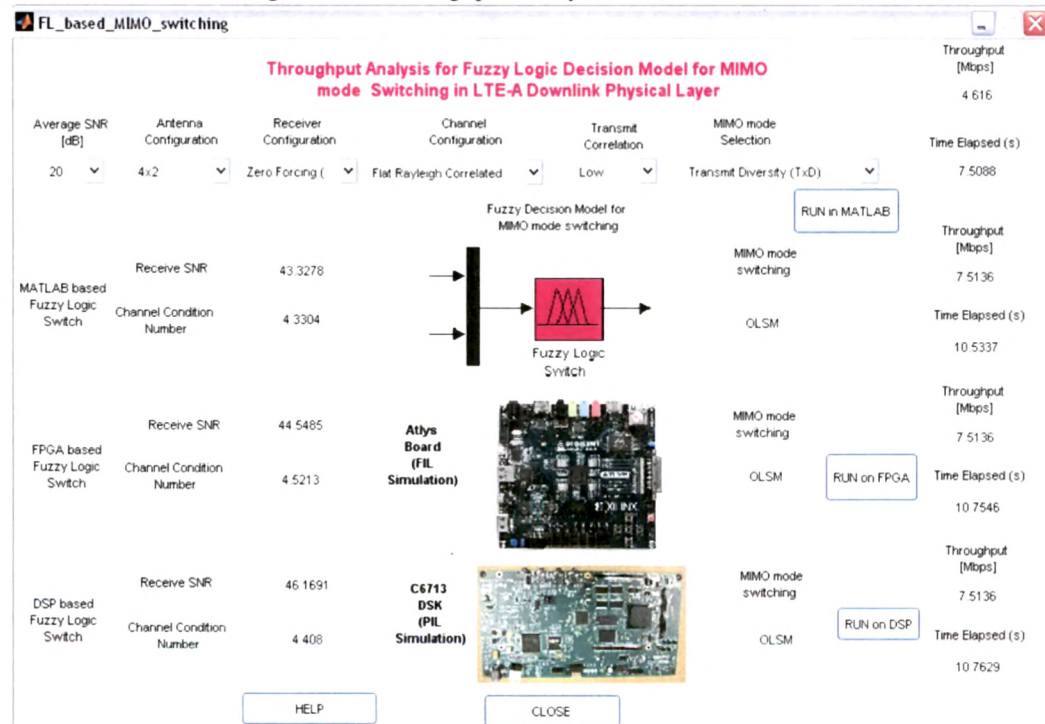 FL_based_MIMO_switching
Throughput Analysis for Fuzzy Logic Decision Model for MIMO
mode Switching in LTE-A Downlink Physical Layer
Throughput
[Mbps]
4.616
Average SNR
[dB]
Antenna
Configuration
Receiver
Configuration
Channel
Configuration
Transmit
Correlation
MIMO mode
Selection
Time Elapsed (s)
20
4x2
Zero Forcing (
Flat Rayleigh Correlated
Low
Transmit Diversity (TxD)
7.5088
RUN in MATLAB
Fuzzy Decision Model for
MIMO mode switching
MATLAB based
Fuzzy Logic
Switch
Receive SNR
43.3278
Channel Condition
Number
4.3304
Fuzzy Logic
Switch
MIMO mode
switching
OLSM
Throughput
[Mbps]
7.5136
Time Elapsed (s)
10.5337
FPGA based
Fuzzy Logic
Switch
Receive SNR
44.5485
Channel Condition
Number
4.5213
Atlys
Board
(FIL
Simulation)
XILINX
MIMO mode
switching
OLSM
RUN on FPGA
Throughput
[Mbps]
7.5136
Time Elapsed (s)
10.7546
DSP based
Fuzzy Logic
Switch
Receive SNR
46.1691
Channel Condition
Number
4.408
C6713
DSK
(PIL
Simulation)
MIMO mode
switching
OLSM
RUN on DSP
Throughput
[Mbps]
7.5136
Time Elapsed (s)
10.7629
HELP
CLOSE